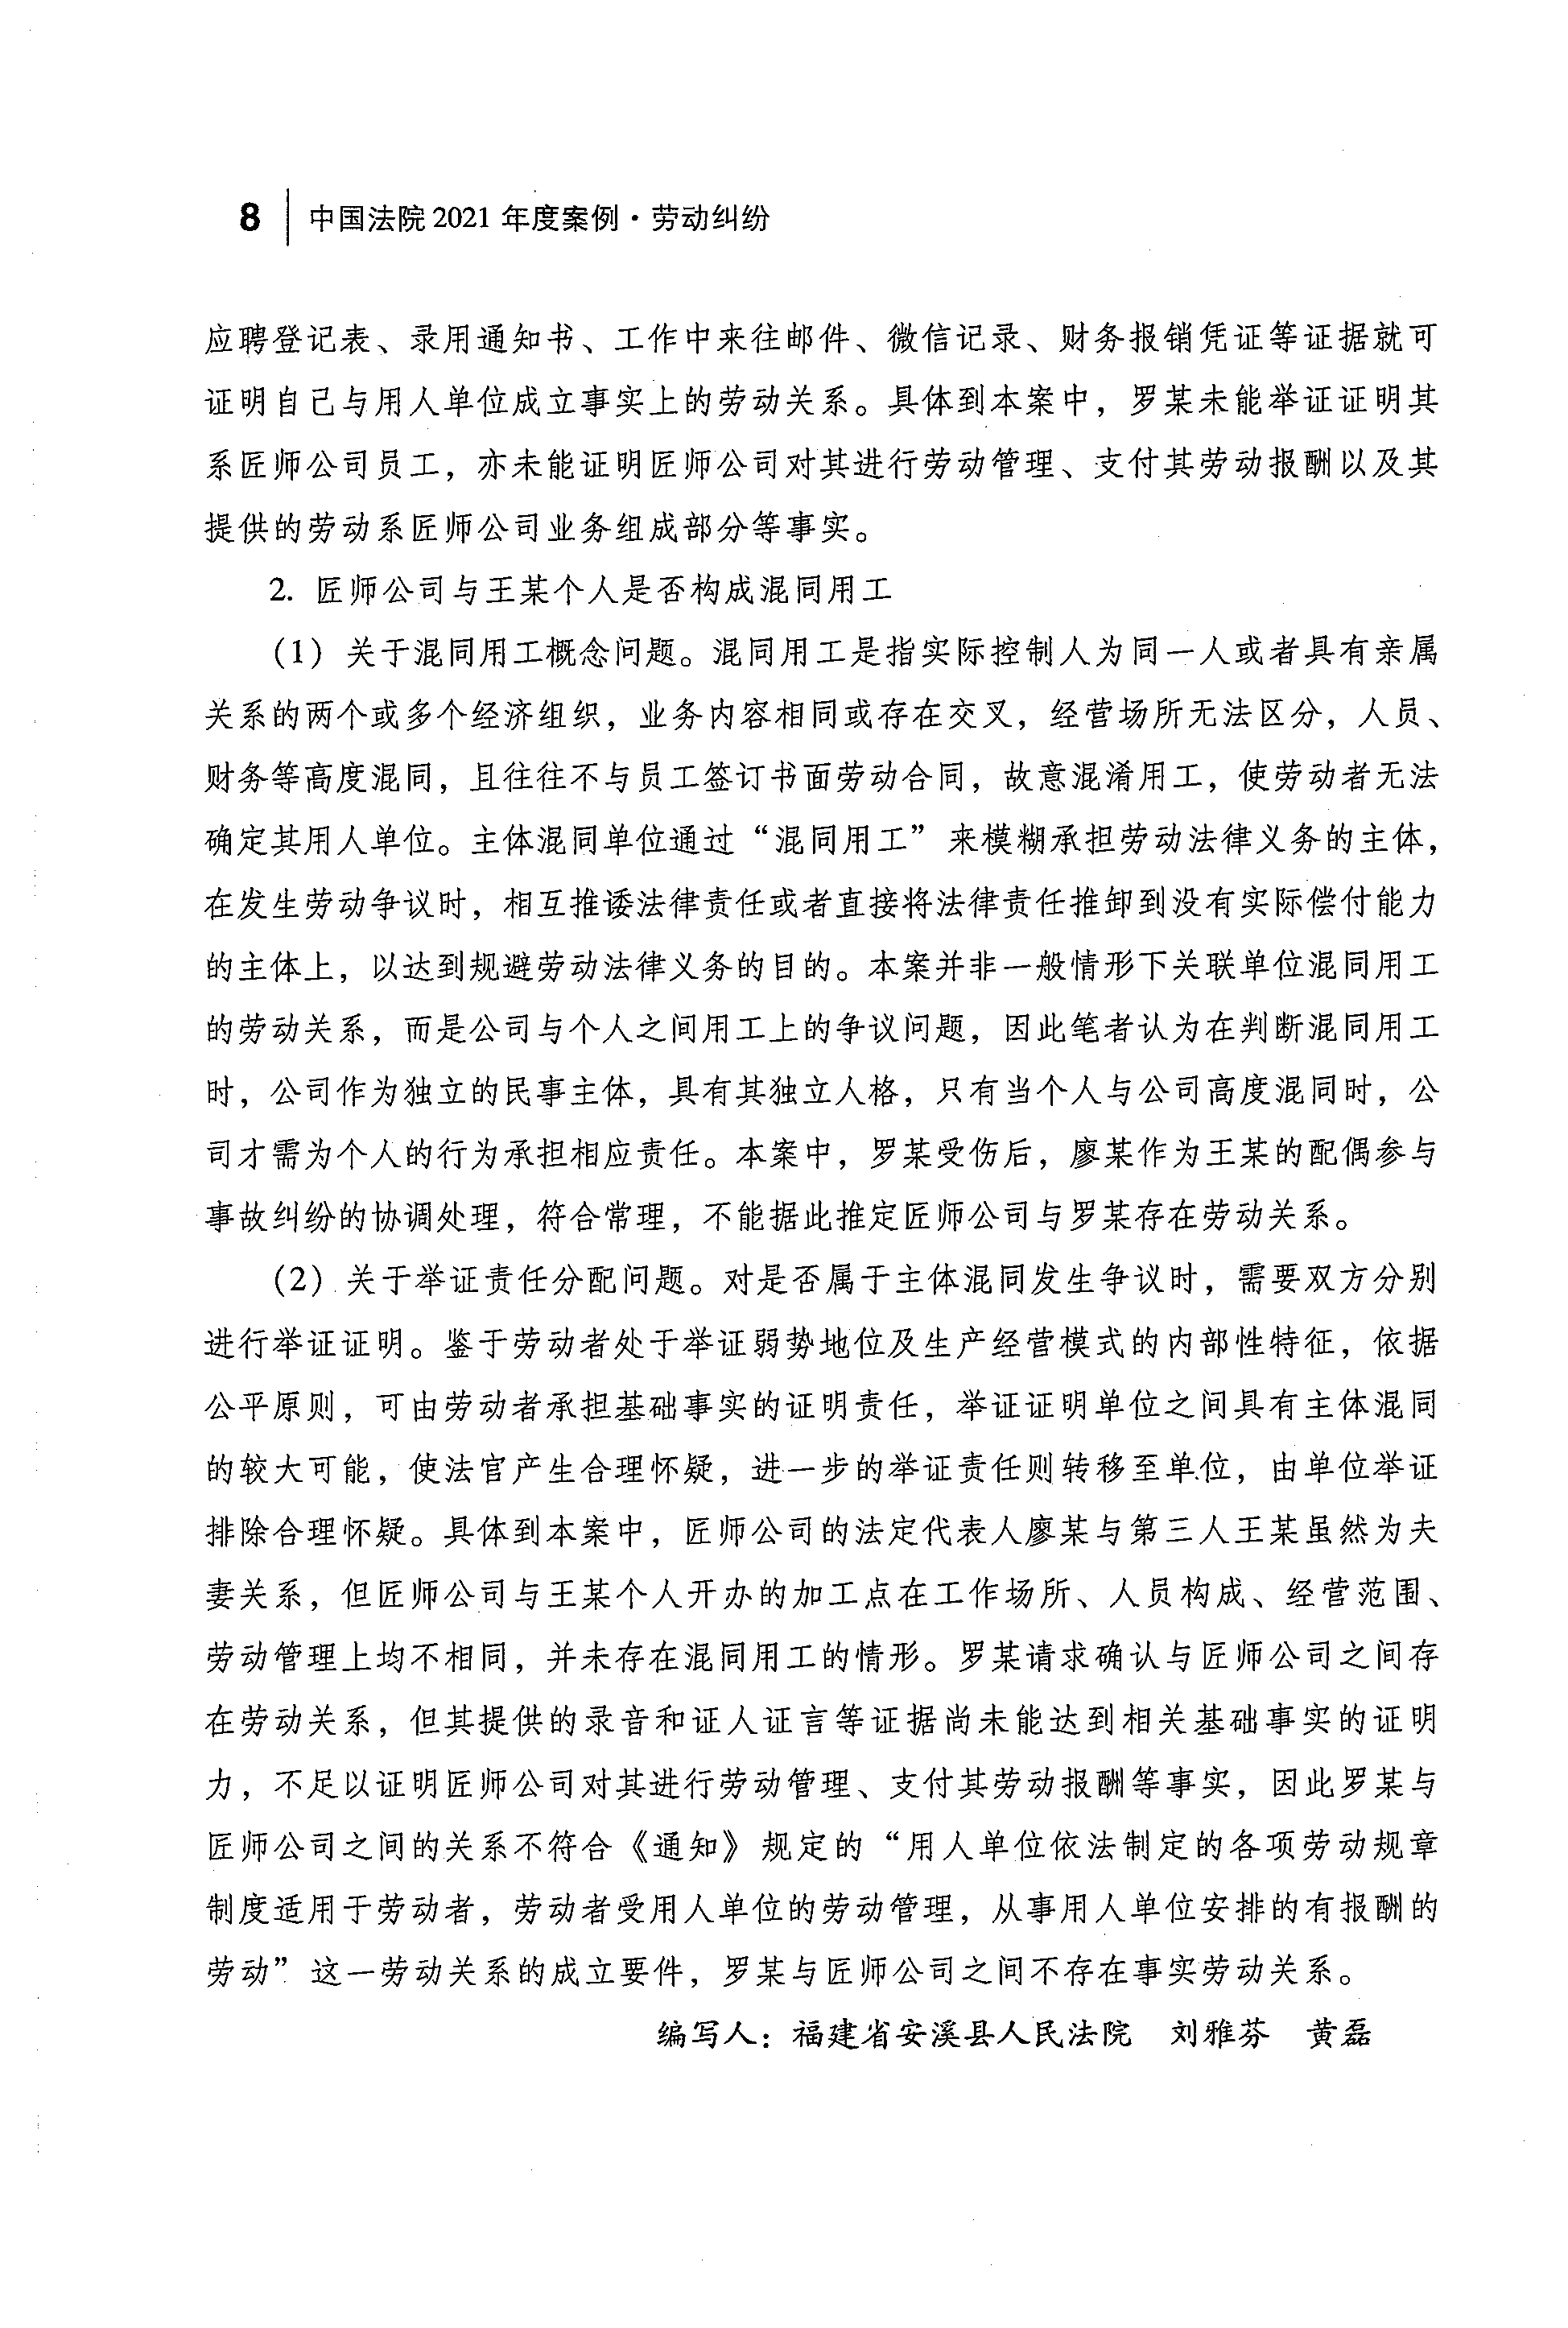 8 中国法院2021年度案例·劳动纠纷
应聘登记表、录用通知书、工作中来往邮件、微信记录、财务报销凭证等证据就可
证明自己与用人单位成立事实上的劳动关系。具体到本案中，罗某未能举证证明其
系匠师公司员工，亦未能证明匠师公司对其进行劳动管理、支付其劳动报酬以及其
提供的劳动系匠师公司业务组成部分等事实。
2. 匠师公司与王某个人是否构成混同用工
（1）关于混同用工概念问题。混同用工是指实际控制人为同一人或者具有亲属
关系的两个或多个经济组织，业务内容相同或存在交叉，经营场所无法区分，人员、
财务等高度混同，且往往不与员工签订书面劳动合同，故意混淆用工，使劳动者无法
确定其用人单位。主体混同单位通过“混同用工”来模糊承担劳动法律义务的主体，
在发生劳动争议时，相互推诿法律责任或者直接将法律责任推卸到没有实际偿付能力
的主体上，以达到规避劳动法律义务的目的。本案并非一般情形下关联单位混同用工
的劳动关系，而是公司与个人之间用工上的争议问题，因此笔者认为在判断混同用工
时，公司作为独立的民事主体，具有其独立人格，只有当个人与公司高度混同时，公
司才需为个人的行为承担相应责任。本案中，罗某受伤后，廖某作为王某的配偶参与
事故纠纷的协调处理，符合常理，不能据此推定匠师公司与罗某存在劳动关系。
（2）关于举证责任分配问题。对是否属于主体混同发生争议时，需要双方分别
进行举证证明。鉴于劳动者处于举证弱势地位及生产经营模式的内部性特征，依据
公平原则，可由劳动者承担基础事实的证明责任，举证证明单位之间具有主体混同
的较大可能，使法官产生合理怀疑，进一步的举证责任则转移至单位，由单位举证
排除合理怀疑。具体到本案中，匠师公司的法定代表人廖某与第三人王某虽然为夫
妻关系，但匠师公司与王某个人开办的加工点在工作场所、人员构成、经营范围、
劳动管理上均不相同，并未存在混同用工的情形。罗某请求确认与匠师公司之间存
在劳动关系，但其提供的录音和证人证言等证据尚未能达到相关基础事实的证明
力，不足以证明匠师公司对其进行劳动管理、支付其劳动报酬等事实，因此罗某与
匠师公司之间的关系不符合《通知》规定的“用人单位依法制定的各项劳动规章
制度适用于劳动者，劳动者受用人单位的劳动管理，从事用人单位安排的有报酬的
劳动”这一劳动关系的成立要件，罗某与匠师公司之间不存在事实劳动关系。
编写人：福建省安溪县人民法院 刘雅芬 黄磊